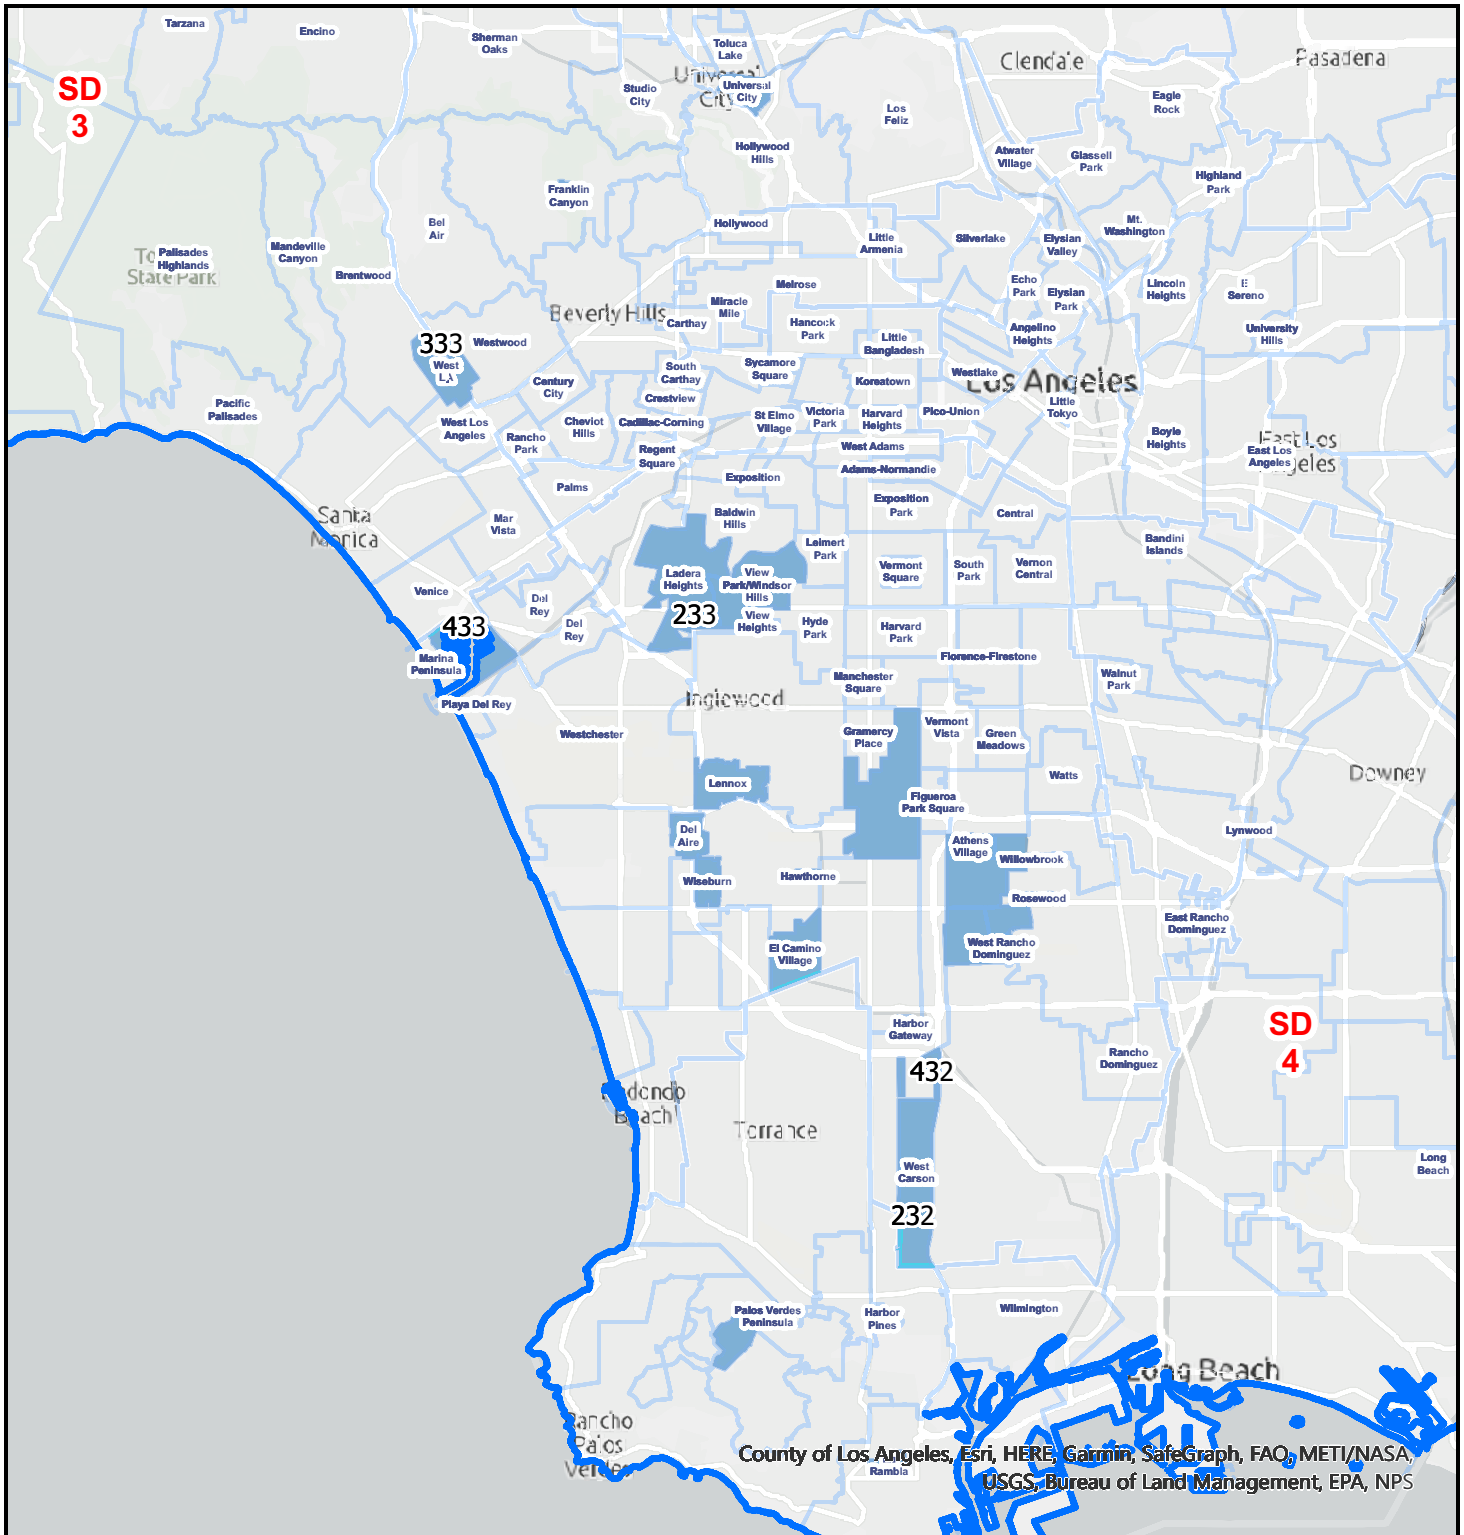 Tarzana
Encino
Sherman
Oaks
Toluca
Lake
Universal
City
Universal
City
Glendale
Pasadena
SD
3
Studio
City
Los
Feliz
Eagle
Rock
Hollywood
Hills
Atwater
Village
Glassell
Park
Highland
Park
Franklin
Canyon
Bel
Air
Hollywood
Little
Armenia
Silverlake
Elysian
Valley
Mt.
Washington
Palisades
Highlands
State Park
Mandeville
Canyon
Brentwood
Melrose
Echo
Park
Elysian
Park
Lincoln
Heights
El
Sereno
Beverly Hills
Miracle
Mile
Carthay
Hancock
Park
Angelino
Heights
University
Hills
333
Westwood
West
LA
Little
Bangladesh
South
Carthay
Sycamore
Square
Koreatown
Westlake
Los Angeles
Century
City
Crestview
Little
Tokyo
Pacific
Palisades
West Los
Angeles
Rancho
Park
Cheviot
Hills
Cadillac-Corning
St Elmo
Village
Victoria
Park
Harvard
Heights
Pico-Union
Boyle
Heights
East Los
Angeles
East Los
Angeles
Regent
Square
West Adams
Adams-Normandie
Palms
Exposition
Exposition
Park
Central
Santa
Monica
Mar
Vista
Baldwin
Hills
Leimert
Park
Bandini
Islands
Venice
Del
Rey
Ladera
Heights
View
Park/Windsor
Hills
Vermont
Square
South
Park
Vernon
Central
433
Del
Rey
233
View
Heights
Hyde
Park
Harvard
Park
Marina
Peninsula
Florence-Firestone
Playa Del Rey
Inglewood
Manchester
Square
Walnut
Park
Westchester
Gramercy
Place
Vermont
Vista
Green
Meadows
Lennox
Watts
Downey
Figueroa
Park Square
Del
Aire
Athens
Village
Willowbrook
Lynwood
Wiseburn
Hawthorne
Rosewood
East Rancho
Dominguez
El Camino
Village
West Rancho
Dominguez
Harbor
Gateway
SD
4
Rancho
Dominguez
432
Redondo
Beach
Torrance
West
Carson
Long
Beach
232
Palos Verdes
Peninsula
Harbor
Pines
Wilmington
Long Beach
Rancho
Palos
Verdes
County of Los Angeles, Esri, HERE, Garmin, SafeGraph, FAO, METI/NASA,
USGS, Bureau of Land Management, EPA, NPS
Rambla